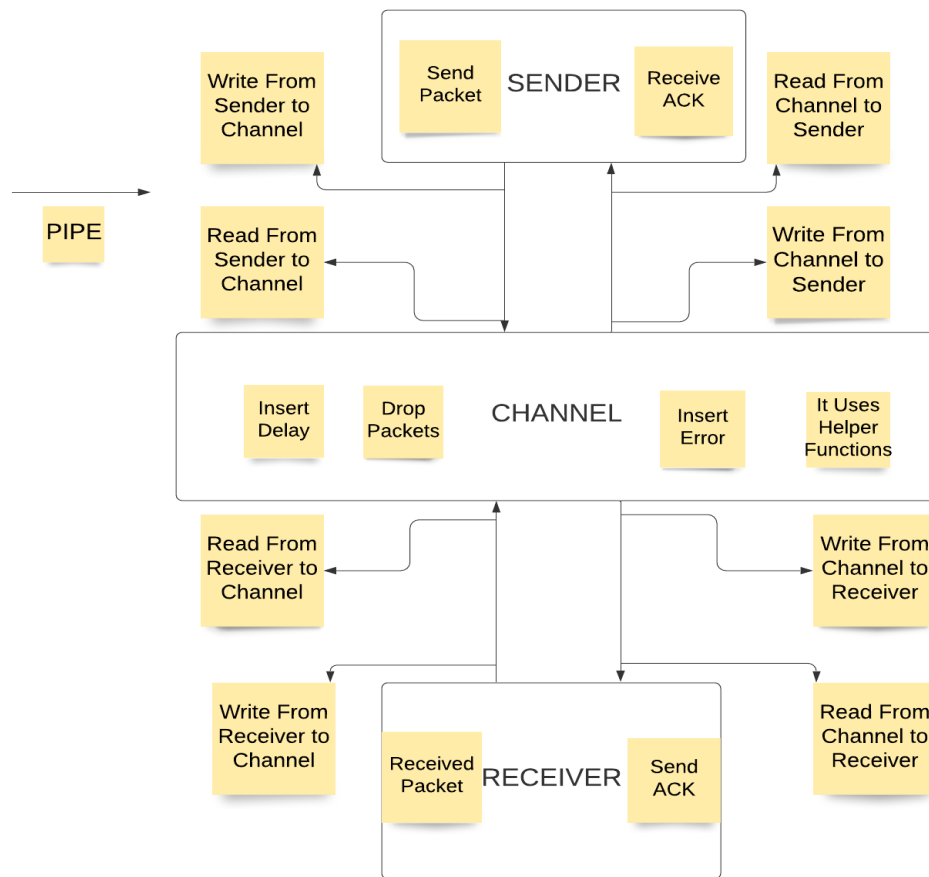 Write From
Sender to
Channel
Send
Packet
SENDER
Receive
ACK
Read From
Channel to
Sender
PIPE
Read From
Sender to
Channel
Write From
Channel to
Sender
Insert
Delay
Drop
Packets
CHANNEL
Insert
Error
It Uses
Helper
Functions
Read From
Receiver to
Channel
Write From
Channel to
Receiver
Write From
Receiver to
Channel
Received
Packet
RECEIVER
Send
ACK
Read From
Channel to
Receiver